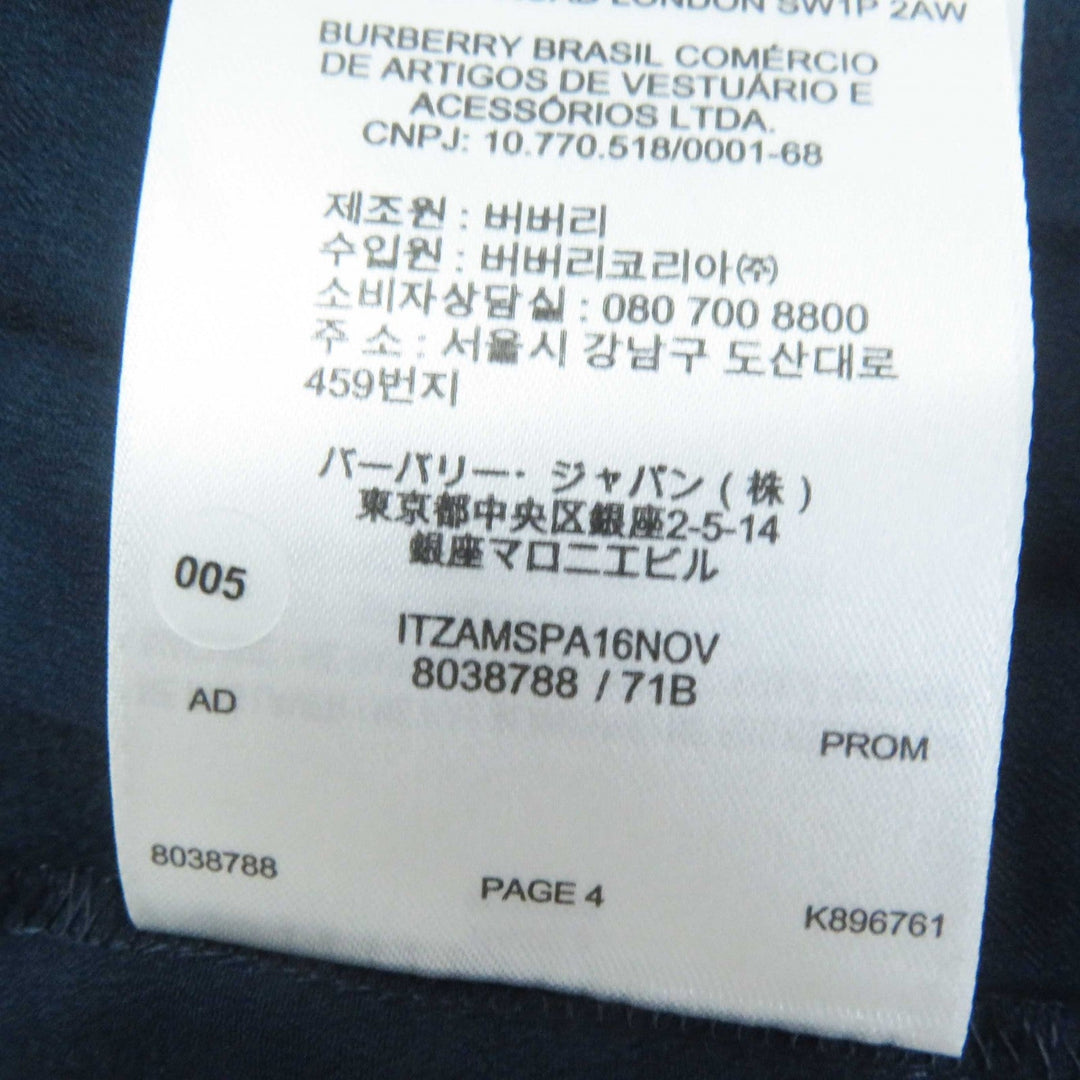 LONDON SW1P 2AW
BURBERRY BRASIL COMÉRCIO
DE ARTIGOS DE VESTUÁRIO E
ACESSÓRIOS LTDA.
CNPJ: 10.770.518/0001-68
제조원 : 버버리
수입원 : 버버리코리아㈜
소비자상담실 : 080 700 8800
주 소 : 서울시 강남구 도산대로
459번지
バーバリー・ジャパン ( 株 )
東京都中央区銀座2-5-14
銀座マロニエビル
005
ITZAMSPA16NOV
8038788 / 71B
AD
PROM
8038788
PAGE 4
K896761